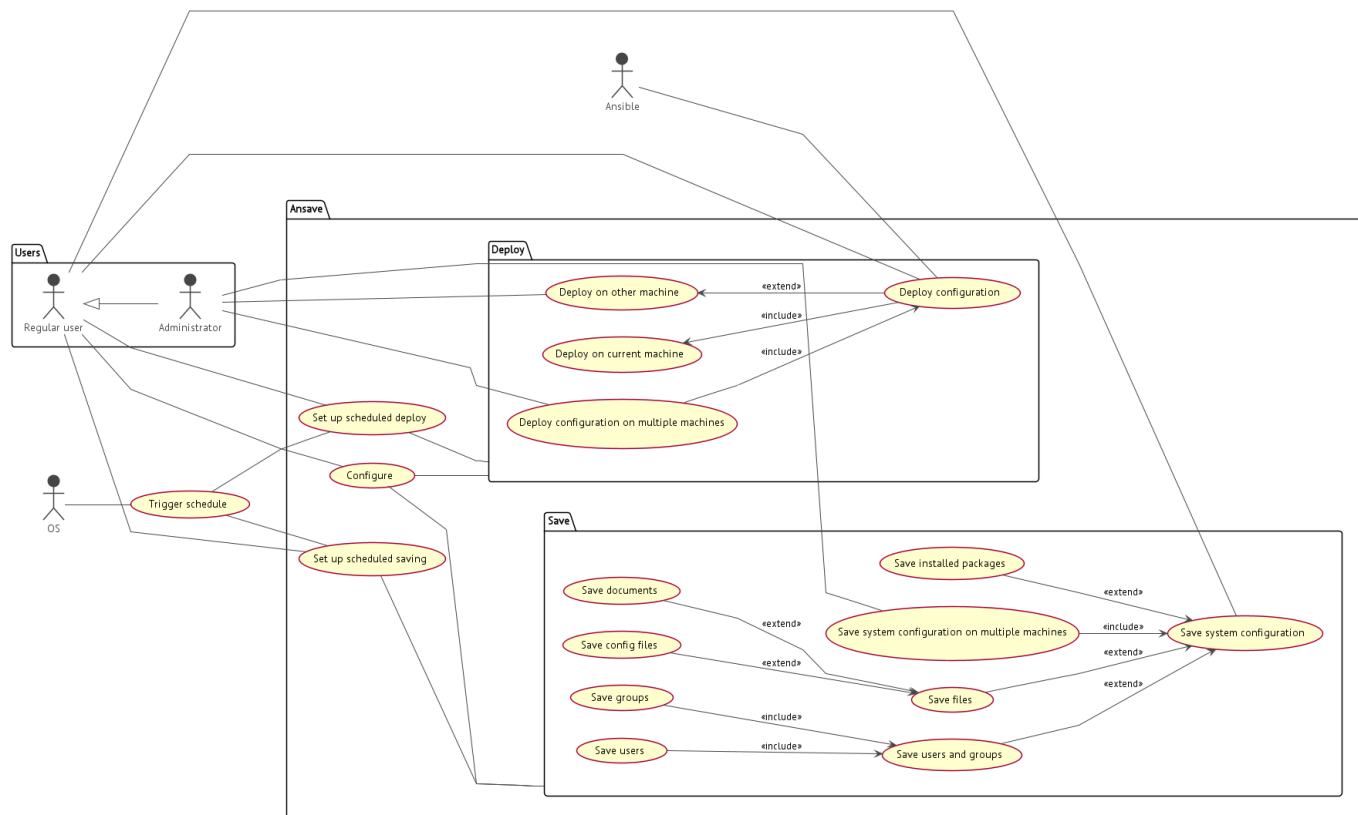 Ansible
Ansave
Users
Deploy
Regular user
Administrator
Deploy on other machine
«extend»
Deploy configuration
«include»
Deploy on current machine
«include»
Set up scheduled deploy
Deploy configuration on multiple machines
Configure
OS
Trigger schedule
Save
Set up scheduled saving
Save installed packages
Save documents
«extend»
«extend»
Save system configuration on multiple machines
«include»
Save system configuration
Save config files
«extend»
«extend»
«extend»
Save groups
Save files
«include»
Save users
«include»
Save users and groups